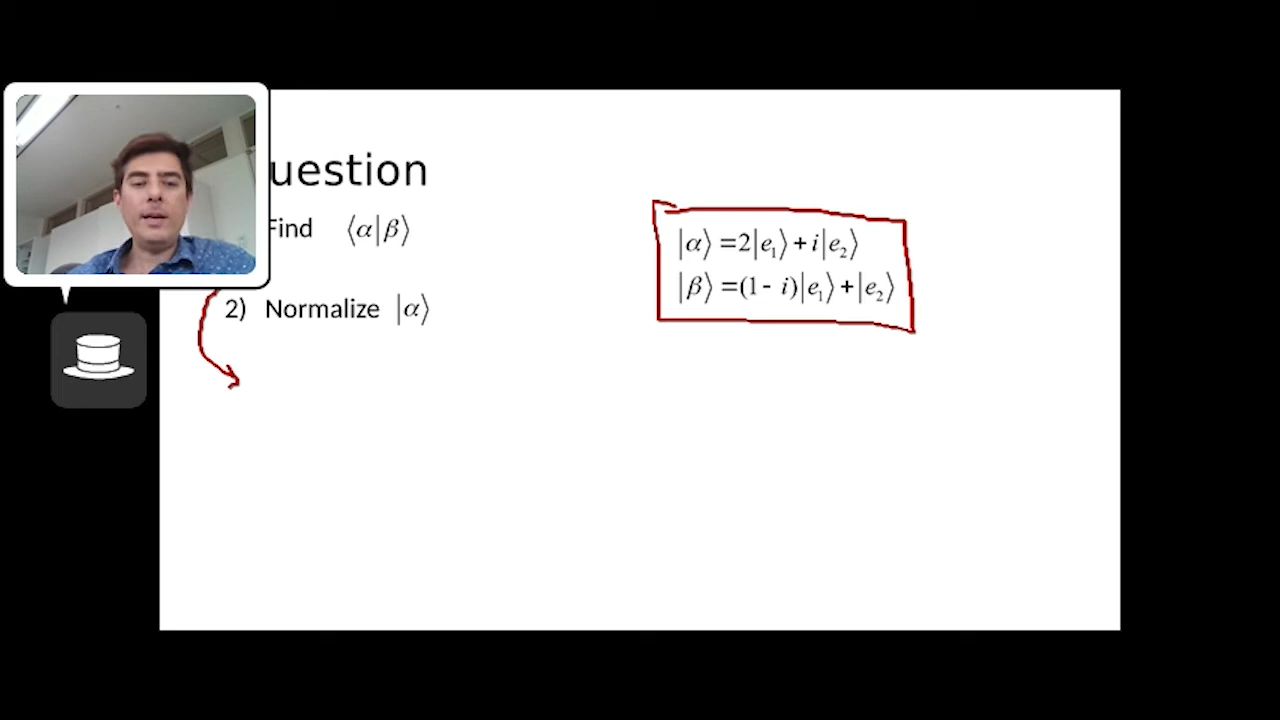 uestion
Find ⟨α|β⟩
2) Normalize |α⟩
|α⟩ =2|e₁⟩ + i|e₂⟩
|β⟩ =(1- i)|e₁⟩ +|e₂⟩